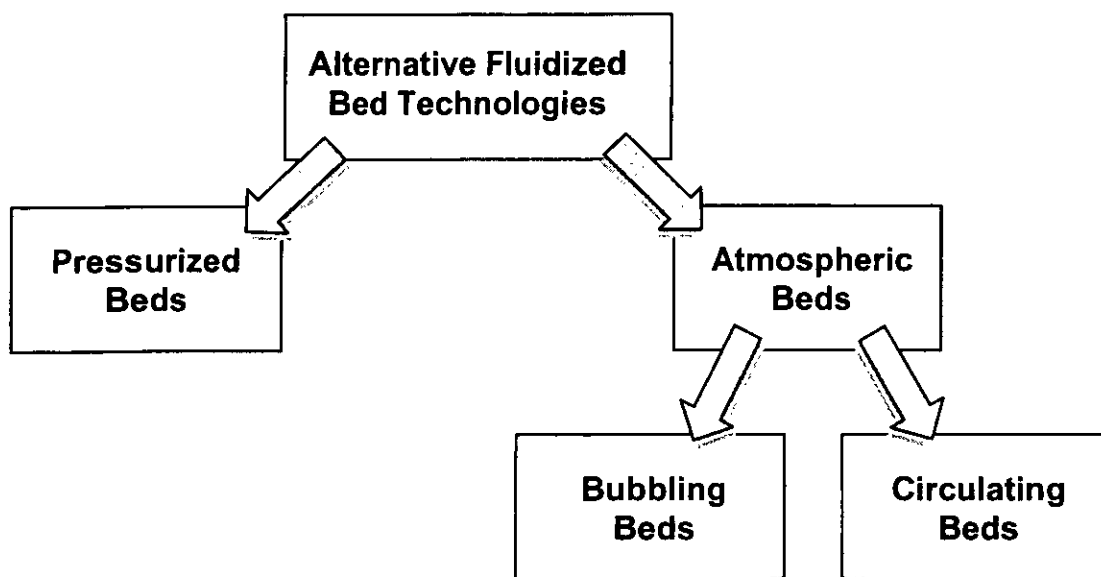 Alternative Fluidized
Bed Technologies
Pressurized
Beds
Atmospheric
Beds
Bubbling
Beds
Circulating
Beds